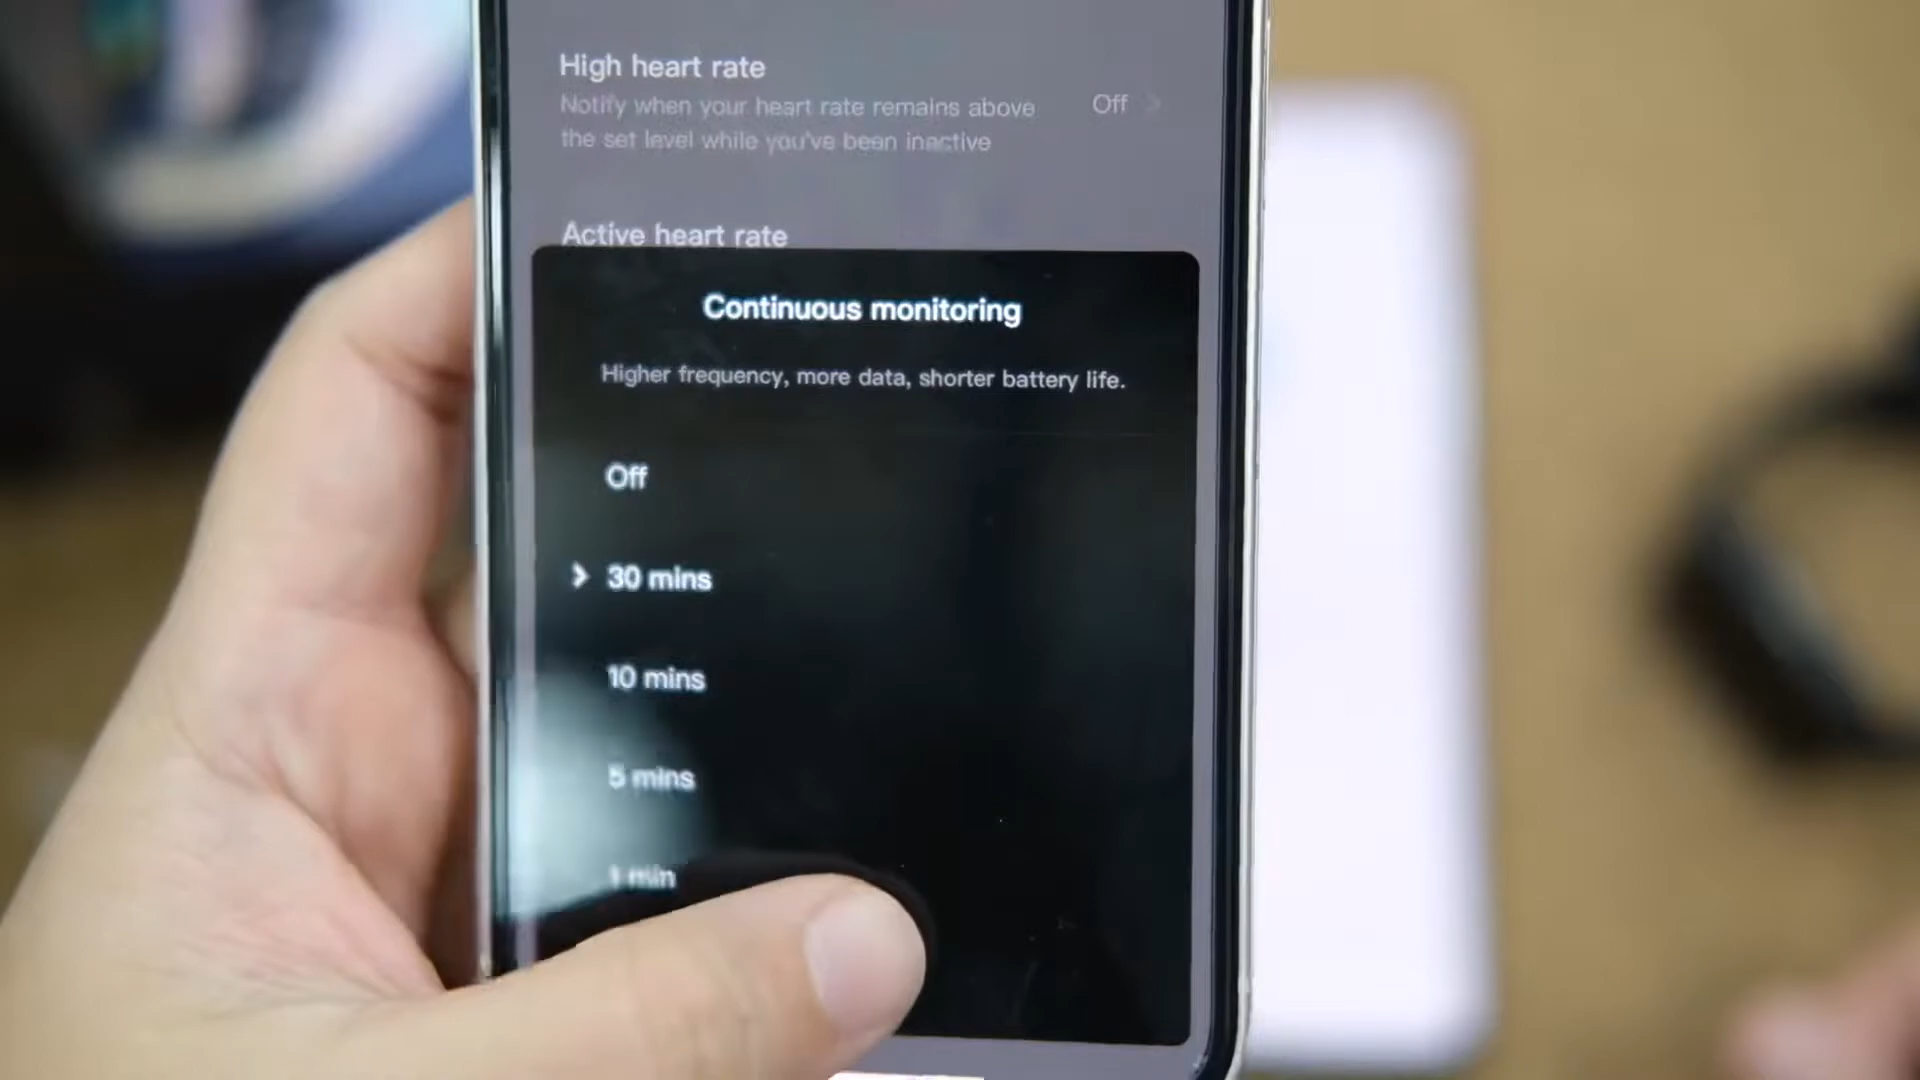 High heart rate
Notify when your heart rate remains above
the set level while you've been inactive
Off
Active heart rate
Continuous monitoring
Higher frequency, more data, shorter battery life.
Off
30 mins
10 mins
5 mins
1 min